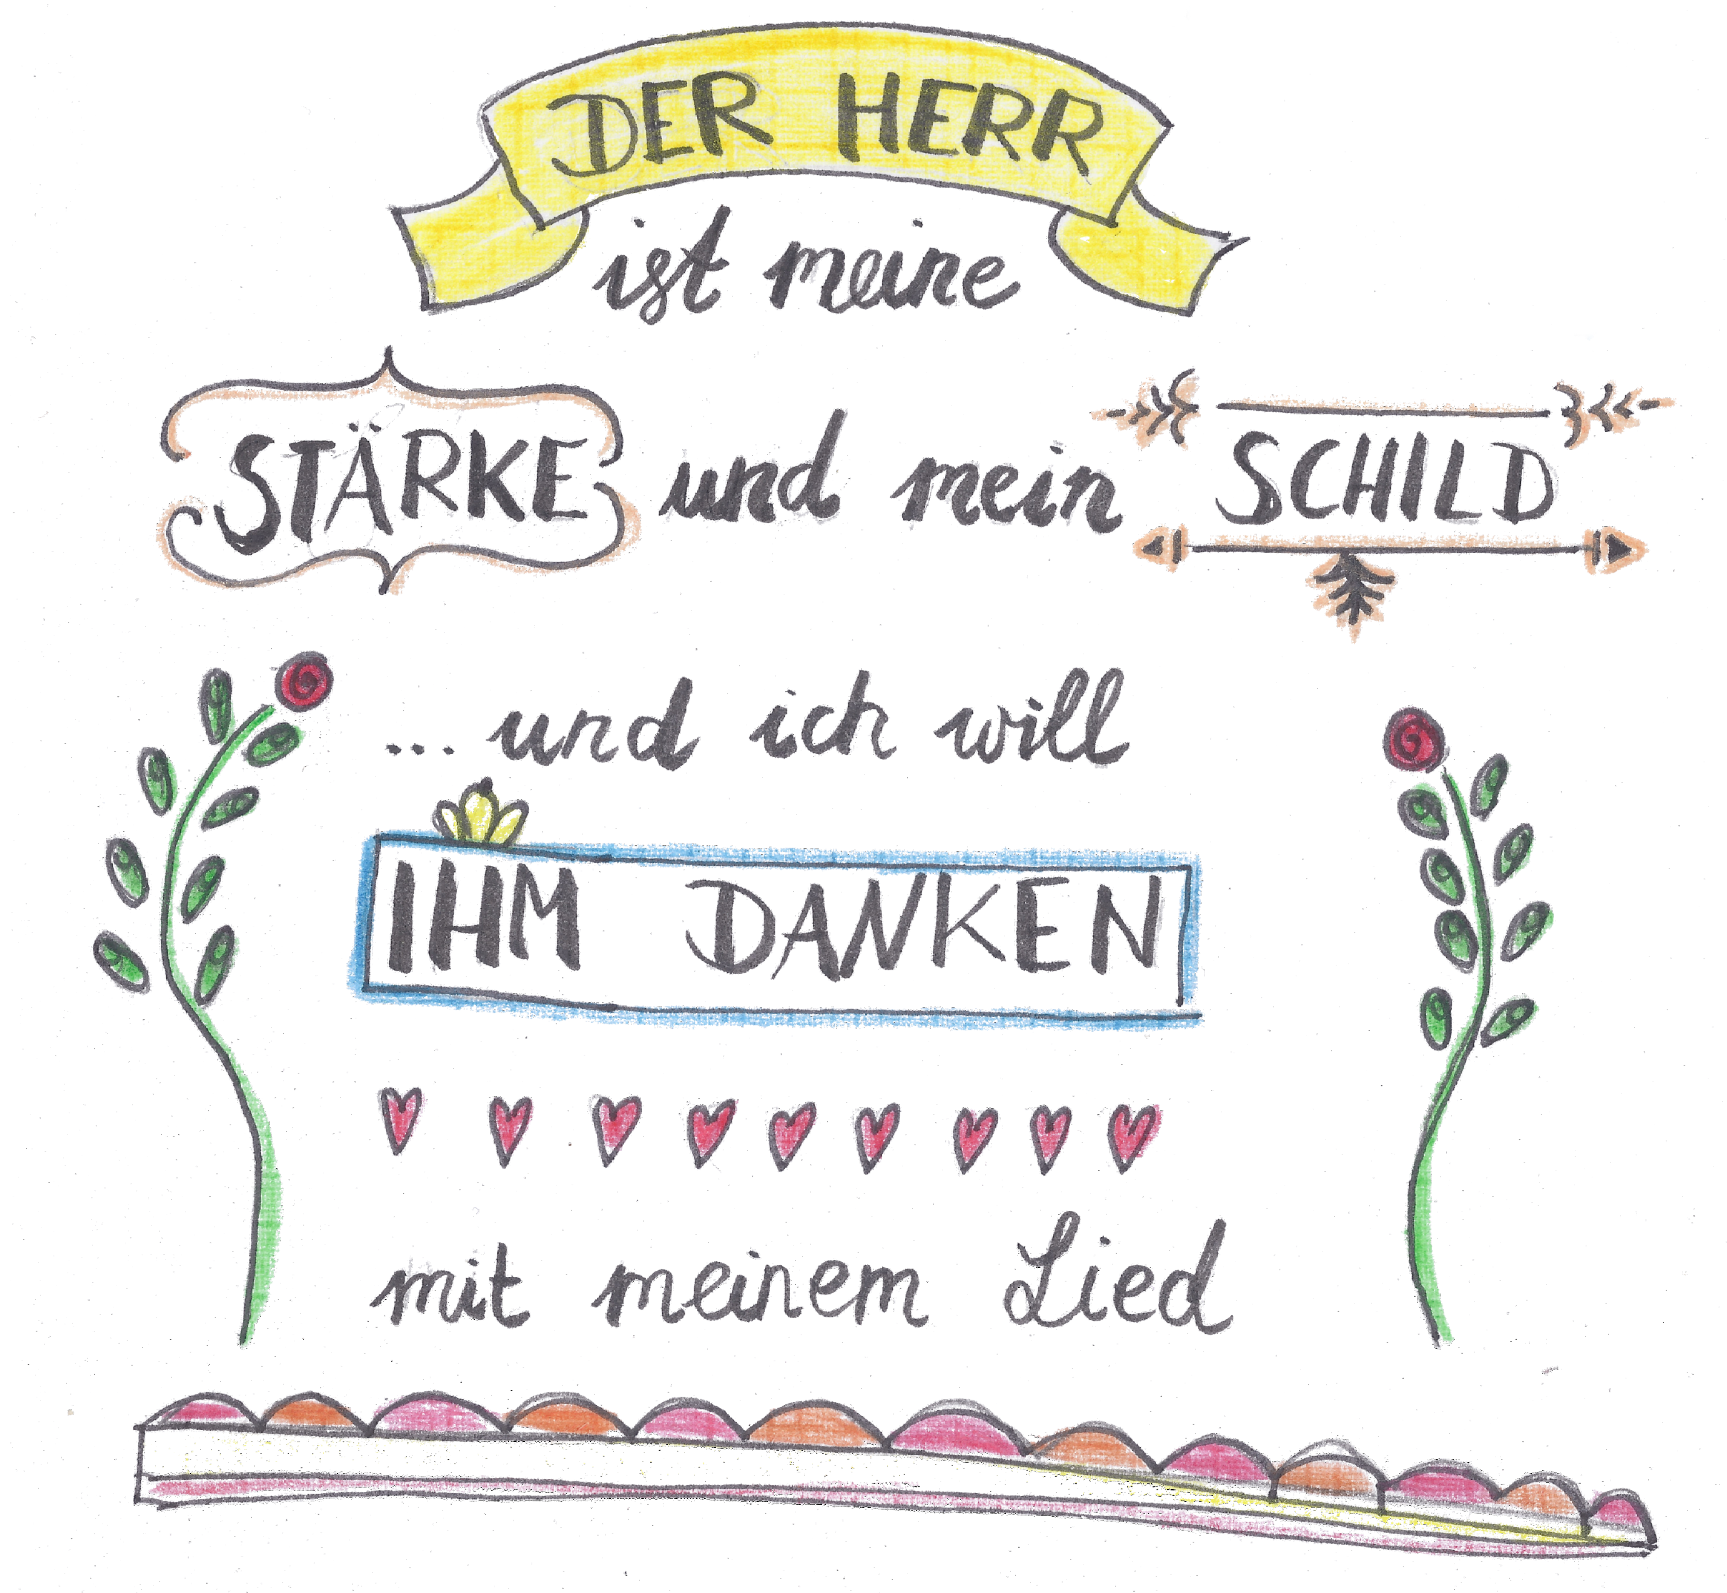 DER HERR
ist meine
STÄRKE und mein SCHILD
... und ich will
IHM DANKEN
mit meinem Lied